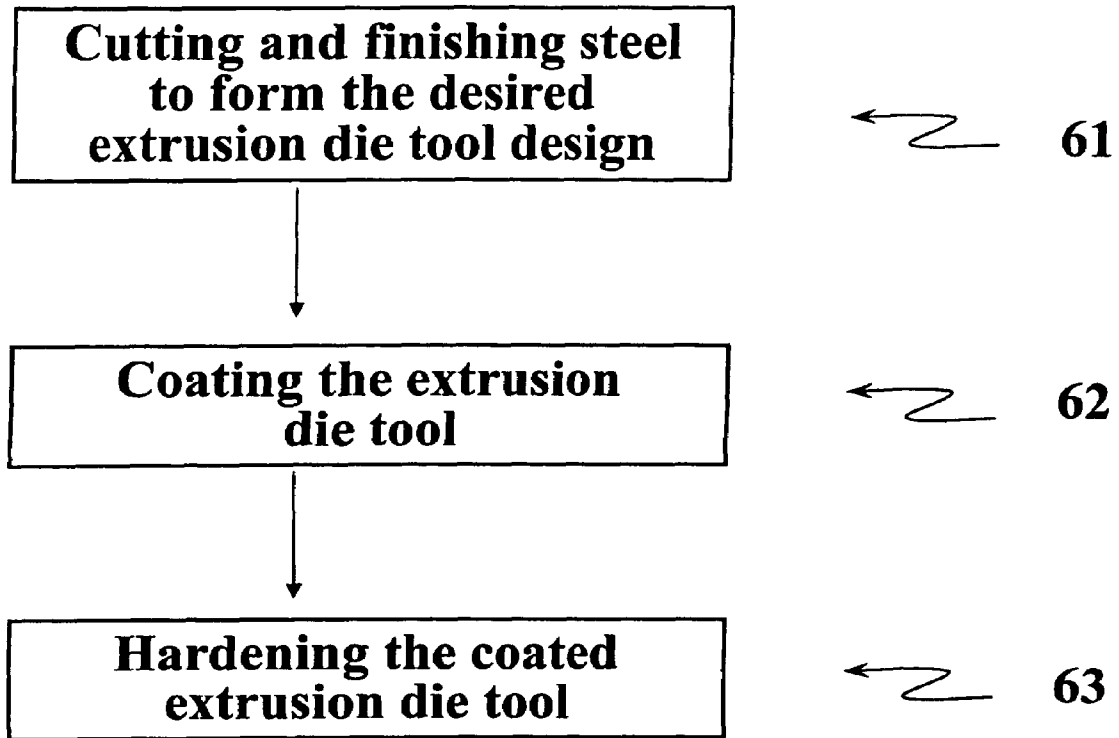 Cutting and finishing steel
to form the desired
extrusion die tool design
61
Coating the extrusion
die tool
62
Hardening the coated
extrusion die tool
63